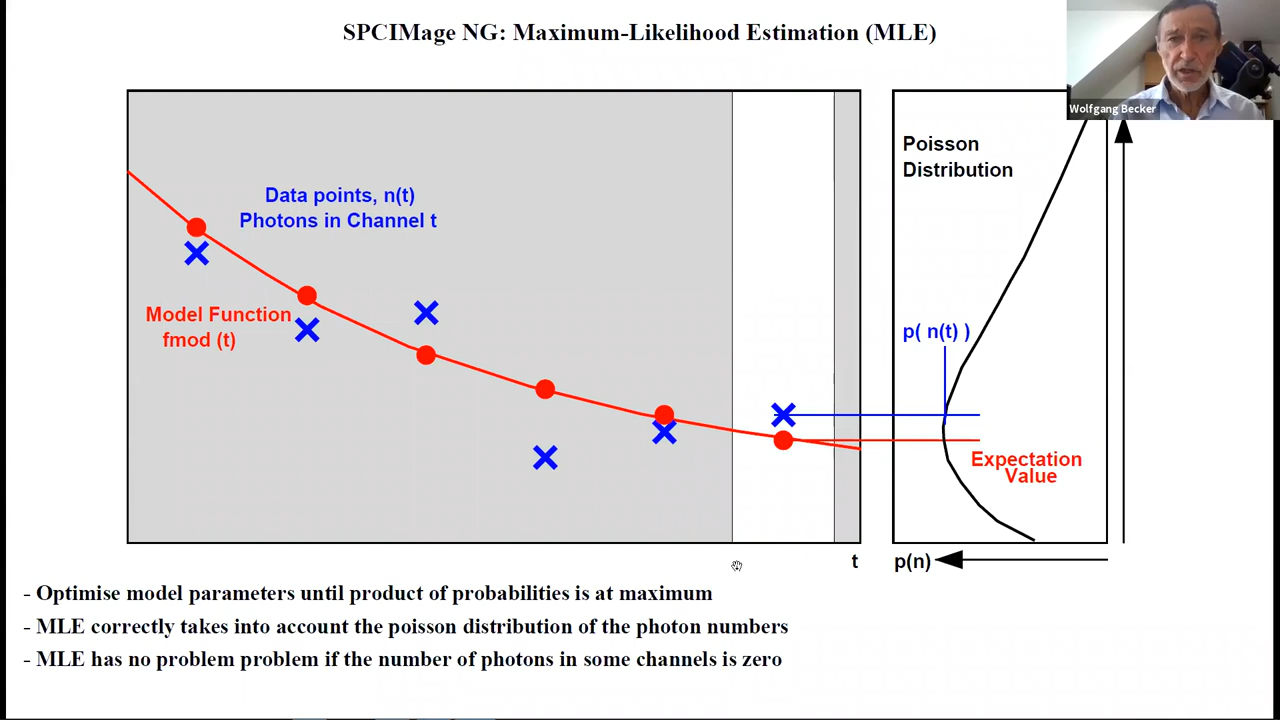 SPCIMage NG: Maximum-Likelihood Estimation (MLE)
Wolfgang Becker
Poisson
Distribution
Data points, n(t)
Photons in Channel t
Model Function
fmod (t)
p( n(t) )
Expectation
Value
t
p(n)
- Optimise model parameters until product of probabilities is at maximum
- MLE correctly takes into account the poisson distribution of the photon numbers
- MLE has no problem problem if the number of photons in some channels is zero